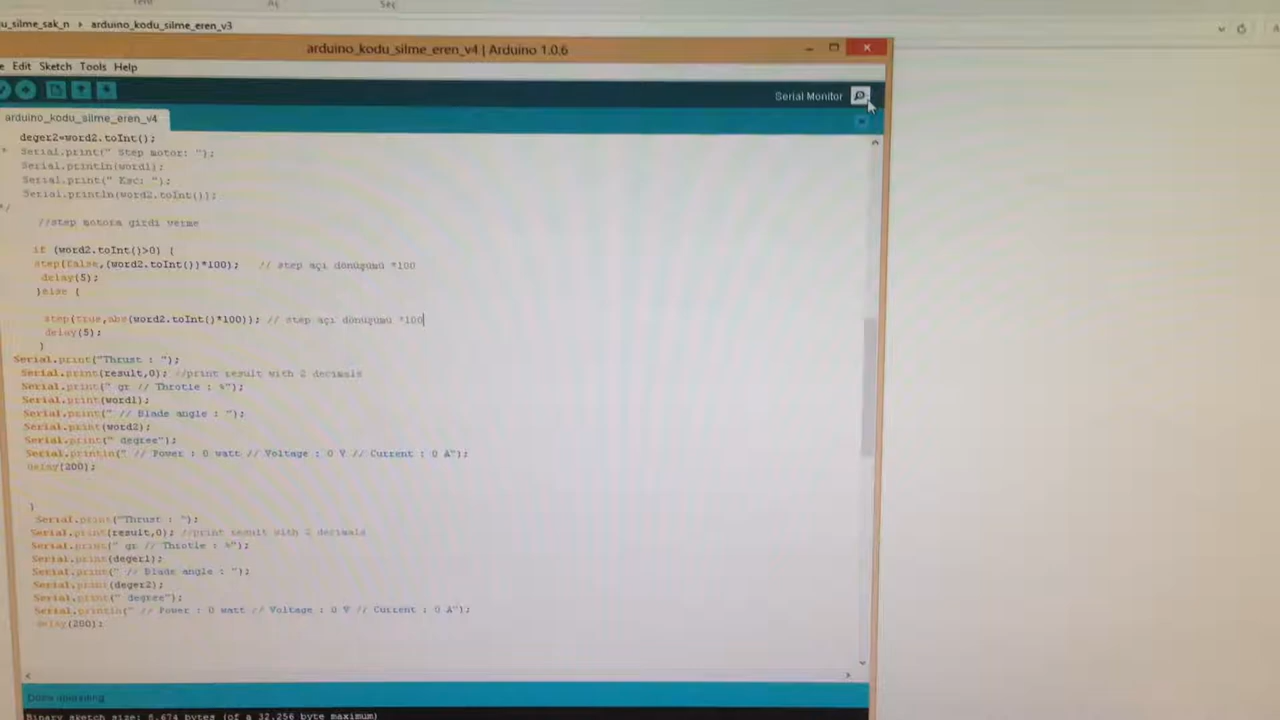 u_silme_sak_n ▸ arduino_kodu_silme_eren_v3
arduino_kodu_silme_eren_v4 | Arduino 1.0.6
Edit Sketch Tools Help
Serial Monitor
arduino_kodu_silme_eren_v4
deger2=word2.toInt();
Serial.print(" Step motor: ");
Serial.println(word1);
Serial.print(" Esc: ");
Serial.println(word2.toInt());
*/
//step motora girdi verme
if (word2.toInt()>0) {
step(false,(word2.toInt())*100); // step açı dönüşümü *100
delay(5);
}else {
step(true,abs(word2.toInt()*100)); // step açı dönüşümü *100
delay(5);
}
Serial.print("Thrust : ");
Serial.print(result,0); //print result with 2 decimals
Serial.print(" gr // Throtle : %");
Serial.print(word1);
Serial.print(" // Blade angle : ");
Serial.print(word2);
Serial.print(" degree");
Serial.println(" // Power : 0 watt // Voltage : 0 V // Current : 0 A");
delay(200);
}
Serial.print("Thrust : ");
Serial.print(result,0); //print result with 2 decimals
Serial.print(" gr // Throtle : %");
Serial.print(deger1);
Serial.print(" // Blade angle : ");
Serial.print(deger2);
Serial.print(" degree");
Serial.println(" // Power : 0 watt // Voltage : 0 V // Current : 0 A");
delay(200);
Done uploading
Binary sketch size: 8.674 bytes (of a 32.256 byte maximum)